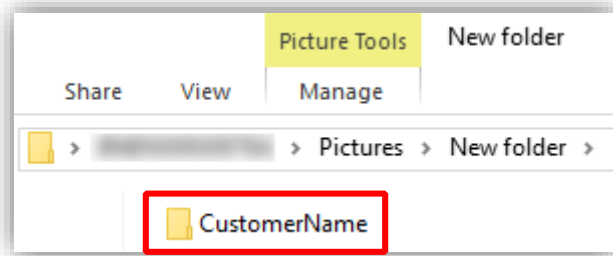 Picture Tools New folder
Share View Manage
> > Pictures > New folder >
CustomerName